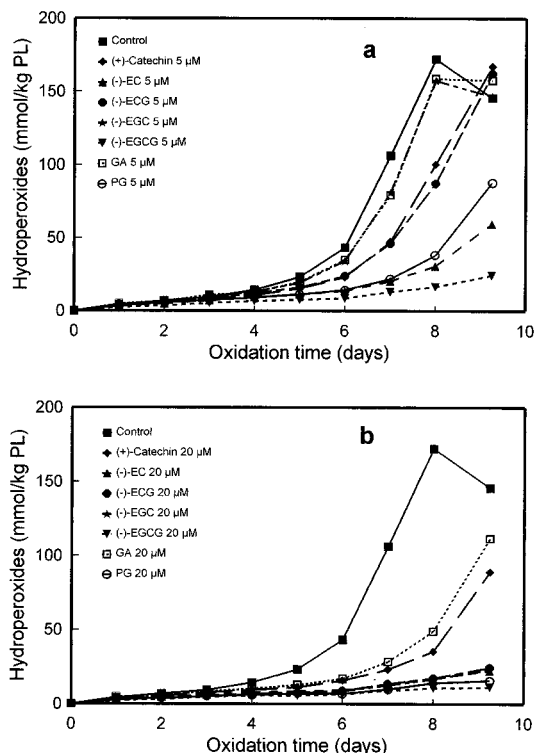 a
Hydroperoxides (mmol/kg PL)
200
150
100
50
0
Control
(+)-Catechin 5 µM
(-)-EC 5 µM
(-)-ECG 5 µM
(-)-EGC 5 µM
(-)-EGCG 5 µM
GA 5 µM
PG 5 µM
0 2 4 6 8 10
Oxidation time (days)
b
Hydroperoxides (mmol/kg PL)
200
150
100
50
0
Control
(+)-Catechin 20 µM
(-)-EC 20 µM
(-)-ECG 20 µM
(-)-EGC 20 µM
(-)-EGCG 20 µM
GA 20 µM
PG 20 µM
0 2 4 6 8 10
Oxidation time (days)